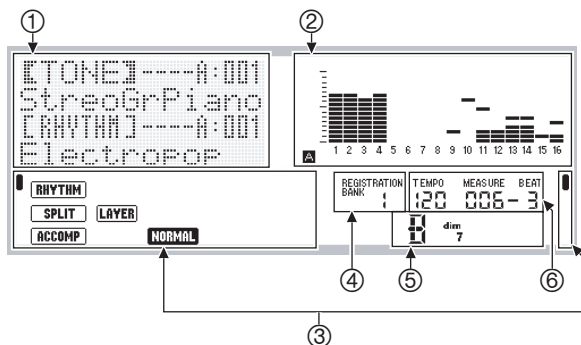 ① ②
【TONE】----A:001
StreoGrPiano
[RHYTHM]----A:001
Electropop
A 1 2 3 4 5 6 7 8 9 10 11 12 13 14 15 16
RHYTHM
SPLIT LAYER
ACCOMP NORMAL
REGISTRATION BANK 1
TEMPO MEASURE BEAT
120 006- 3
B dim 7
④ ⑤ ⑥
③